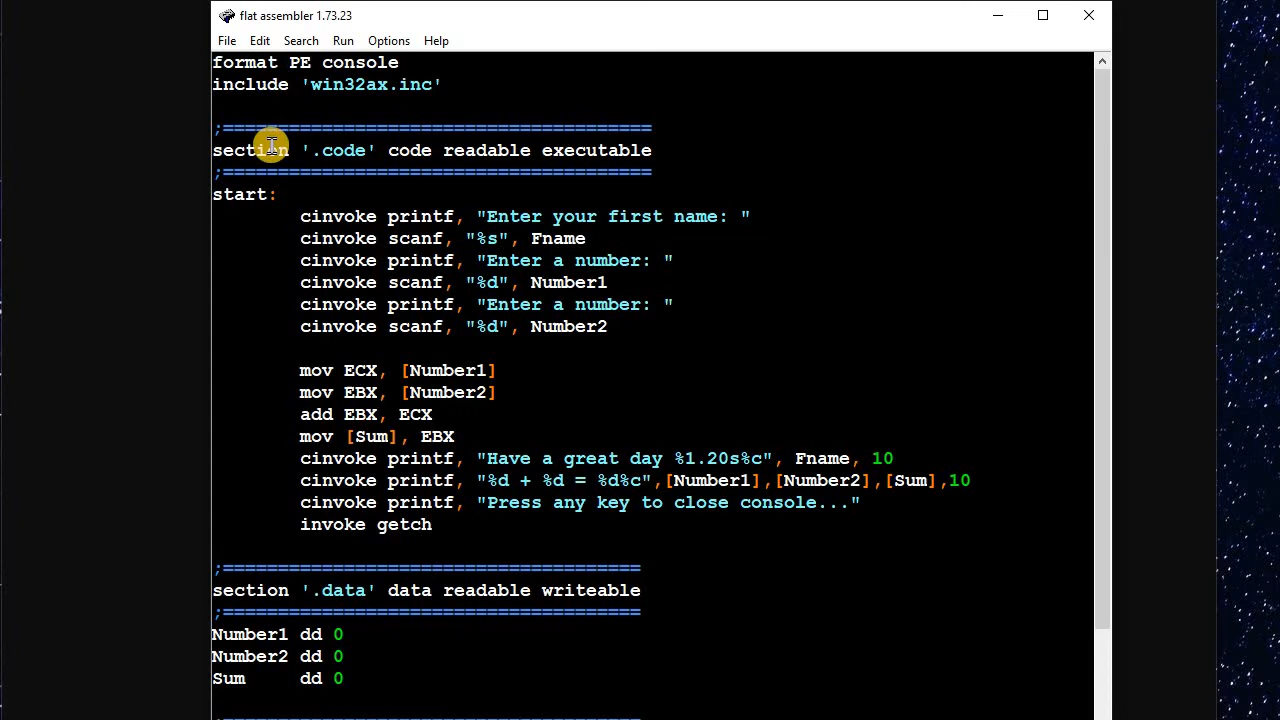 flat assembler 1.73.23
File Edit Search Run Options Help
format PE console
include 'win32ax.inc'
;=======================================
section '.code' code readable executable
;=======================================
start:
cinvoke printf, "Enter your first name: "
cinvoke scanf, "%s", Fname
cinvoke printf, "Enter a number: "
cinvoke scanf, "%d", Number1
cinvoke printf, "Enter a number: "
cinvoke scanf, "%d", Number2
mov ECX, [Number1]
mov EBX, [Number2]
add EBX, ECX
mov [Sum], EBX
cinvoke printf, "Have a great day %1.20s%c", Fname, 10
cinvoke printf, "%d + %d = %d%c",[Number1],[Number2],[Sum],10
cinvoke printf, "Press any key to close console..."
invoke getch
;======================================
section '.data' data readable writeable
;======================================
Number1 dd 0
Number2 dd 0
Sum dd 0